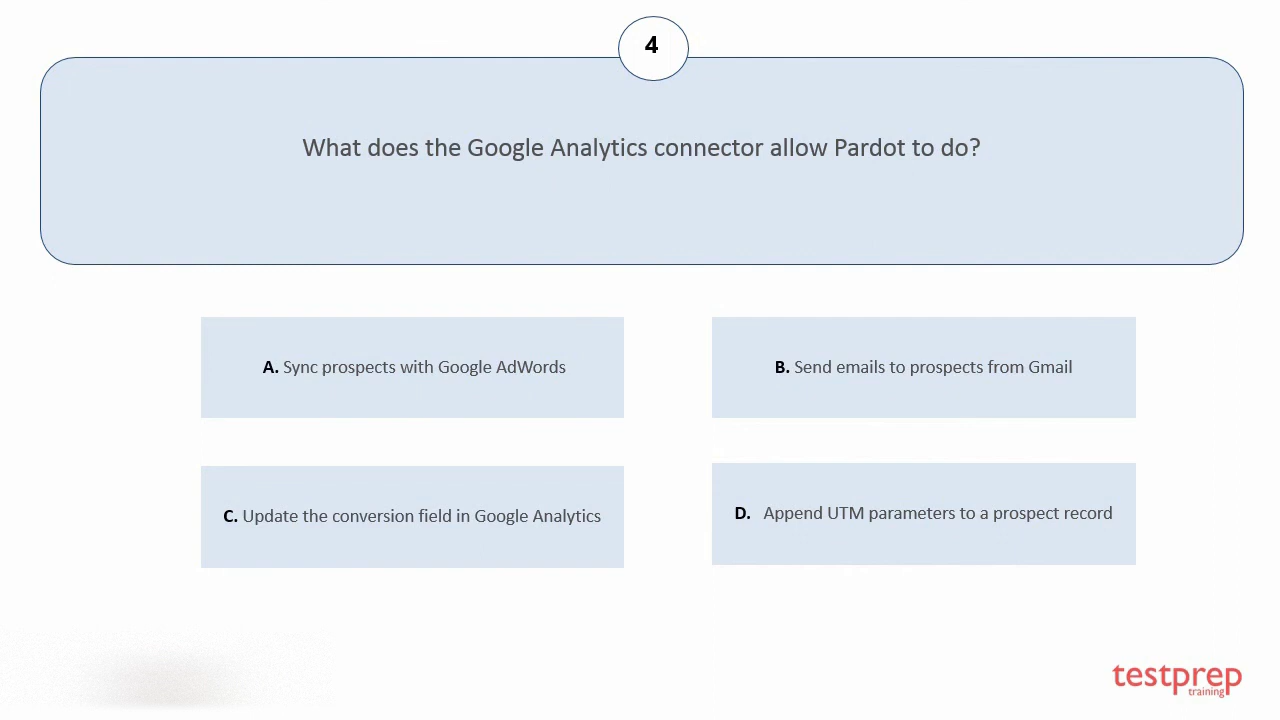 4
What does the Google Analytics connector allow Pardot to do?
A. Sync prospects with Google AdWords
B. Send emails to prospects from Gmail
C. Update the conversion field in Google Analytics
D. Append UTM parameters to a prospect record
testprep
training